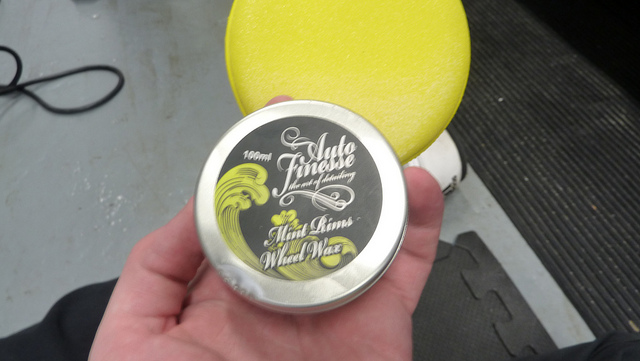 100ml
Auto
Finesse
the art of detailing
Mint Rims
Wheel Wax